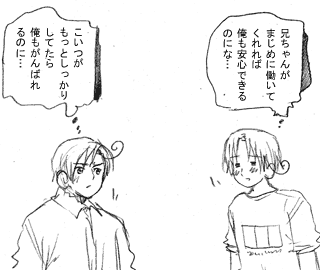 兄ちゃんが
まじめに働いて
くれれば
俺も安心できる
のにな…
こいつが
もっとしっかり
してたら
俺もがんばれ
るのに…